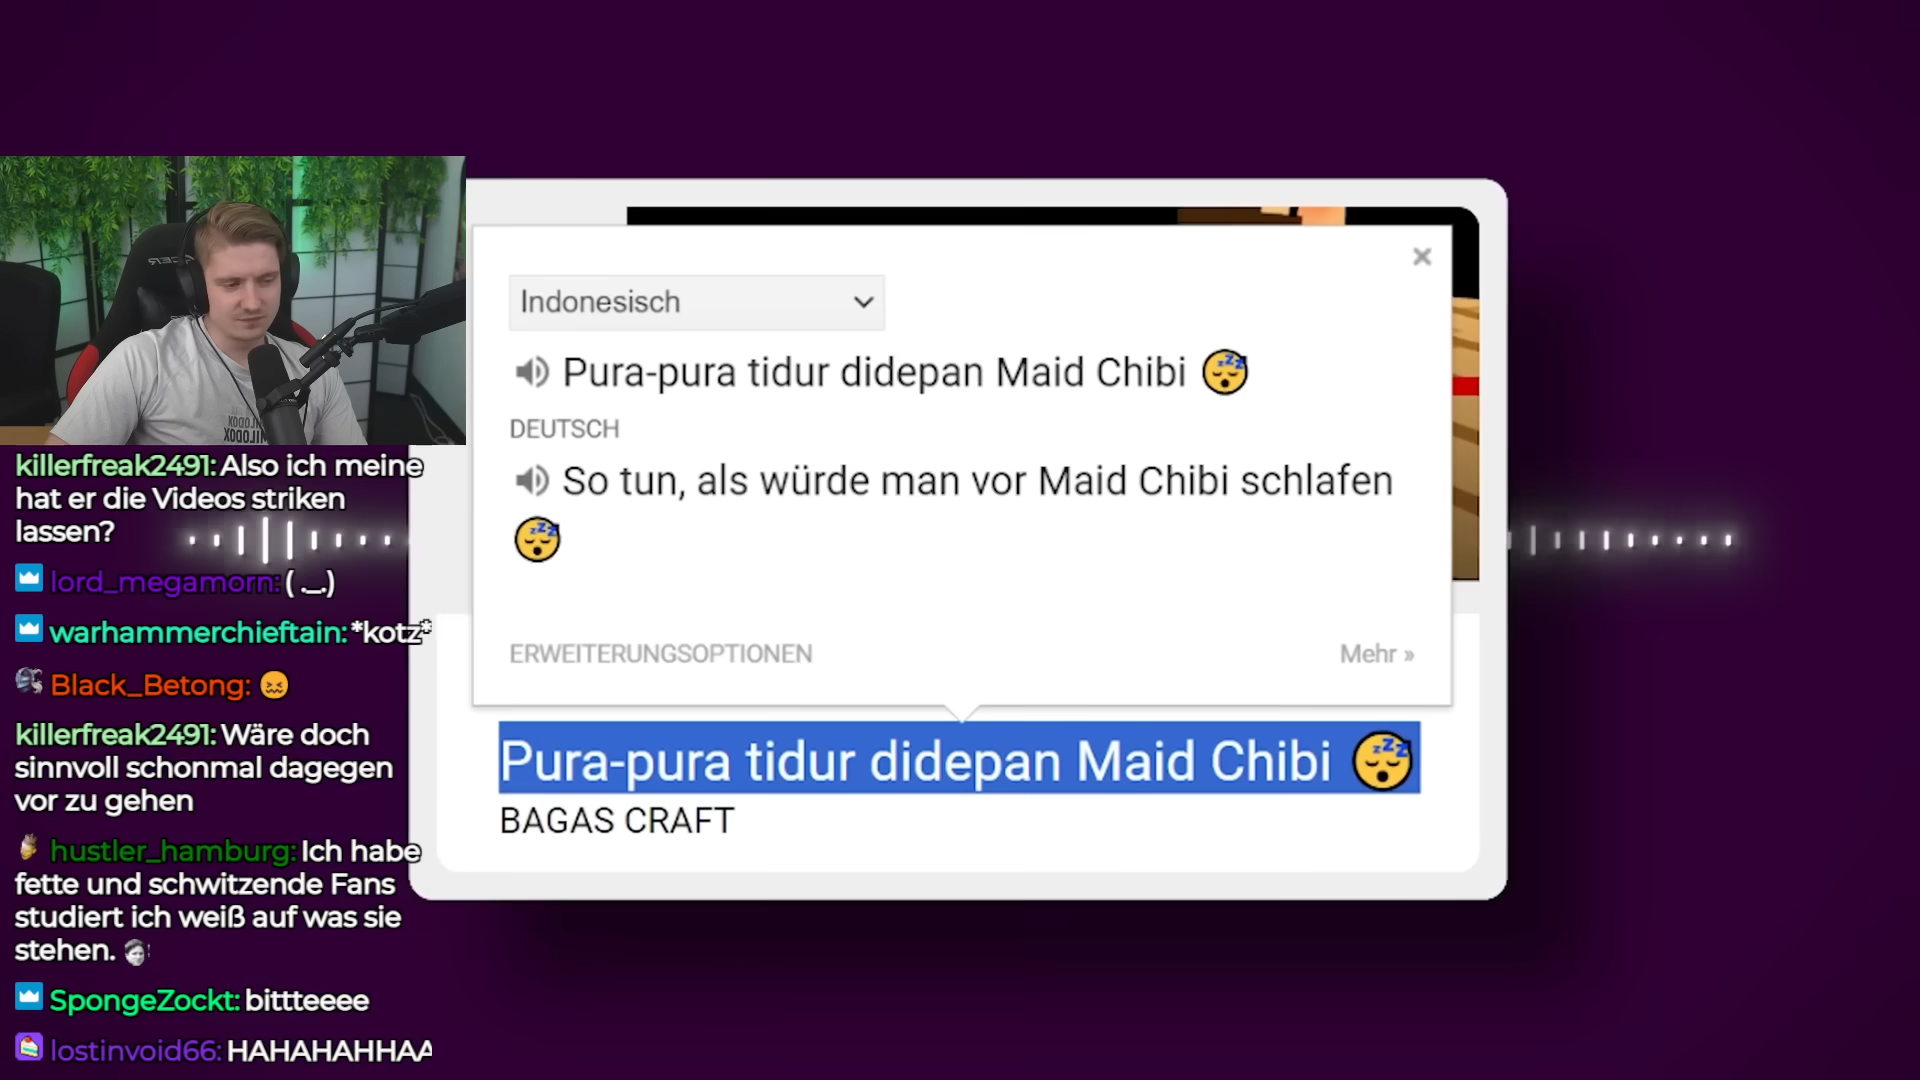 Indonesisch
Pura-pura tidur didepan Maid Chibi 😴
DEUTSCH
So tun, als würde man vor Maid Chibi schlafen
😴
ERWEITERUNGSOPTIONEN
Mehr »
Pura-pura tidur didepan Maid Chibi 😴
BAGAS CRAFT
killerfreak2491: Also ich meine
hat er die Videos striken
lassen?
lord_megamorn: ( ._.)
warhammerchieftain: *kotz*
Black_Betong: 😖
killerfreak2491: Wäre doch
sinnvoll schonmal dagegen
vor zu gehen
hustler_hamburg: Ich habe
fette und schwitzende Fans
studiert ich weiß auf was sie
stehen.
SpongeZockt: bittteeee
lostinvoid66: HAHAHAHHAA